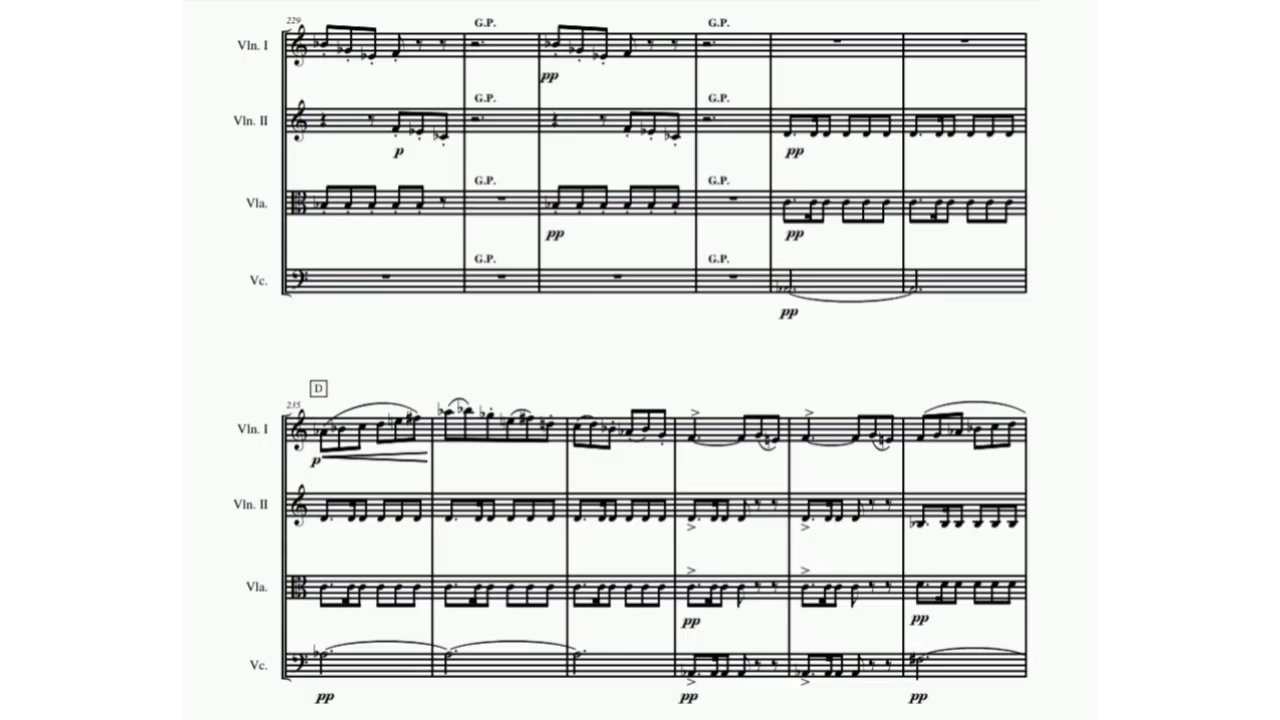 229
G.P. G.P.
Vln. I
pp
G.P. G.P.
Vln. II
p pp
G.P. G.P.
Vla.
pp pp
G.P. G.P.
Vc.
pp
D
235
Vln. I
p
Vln. II
Vla.
pp pp
Vc.
pp pp pp